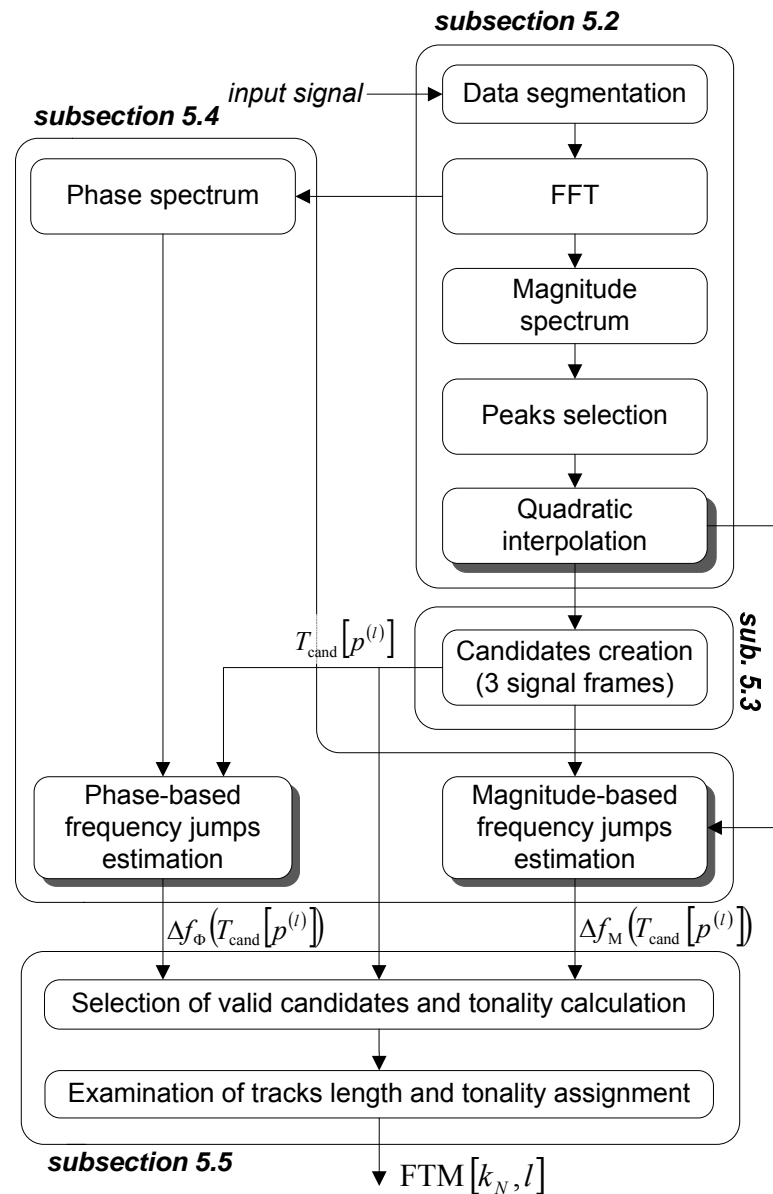 subsection 5.2
input signal
Data segmentation
subsection 5.4
Phase spectrum
FFT
Magnitude
spectrum
Peaks selection
Quadratic
interpolation
T_cand[p^(l)]
Candidates creation
(3 signal frames)
sub. 5.3
Phase-based
frequency jumps
estimation
Magnitude-based
frequency jumps
estimation
Δf_Φ(T_cand[p^(l)])
Δf_M(T_cand[p^(l)])
Selection of valid candidates and tonality calculation
Examination of tracks length and tonality assignment
subsection 5.5
FTM[k_N, l]